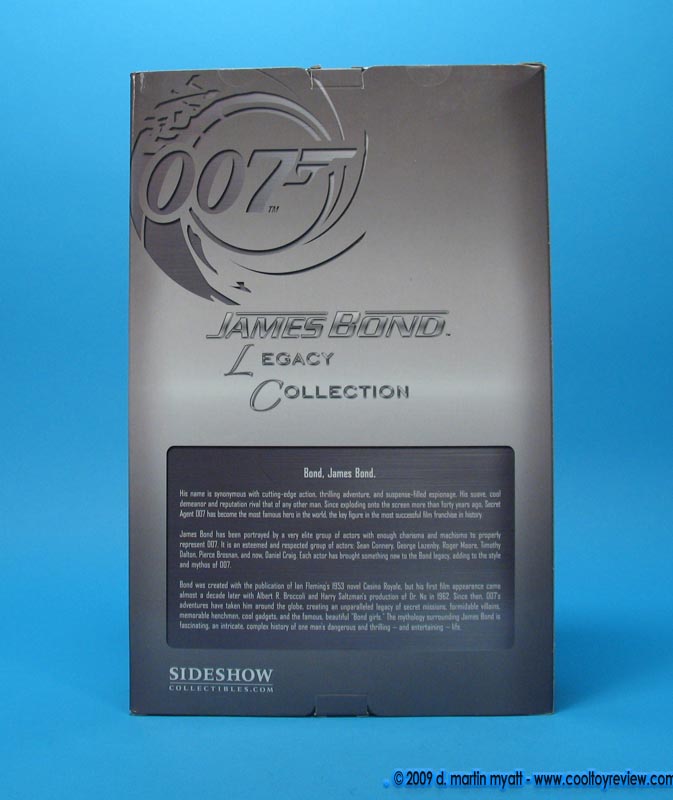 007 TM
JAMES BOND™
LEGACY
COLLECTION
Bond, James Bond.
His name is synonymous with cutting-edge action, thrilling adventure, and suspense-filled espionage. His suave, cool
demeanor and reputation rival that of any other man. Since exploding onto the screen more than forty years ago, Secret
Agent 007 has become the most famous hero in the world, the key figure in the most successful film franchise in history.
James Bond has been portrayed by a very elite group of actors with enough charisma and machismo to properly
represent 007. It is an esteemed and respected group of actors: Sean Connery, George Lazenby, Roger Moore, Timothy
Dalton, Pierce Brosnan, and now, Daniel Craig. Each actor has brought something new to the Bond legacy, adding to the style
and mythos of 007.
Bond was created with the publication of Ian Fleming's 1953 novel Casino Royale, but his first film appearance came
almost a decade later with Albert R. Broccoli and Harry Saltzman's production of Dr. No in 1962. Since then, 007's
adventures have taken him around the globe, creating an unparalleled legacy of secret missions, formidable villains,
memorable henchmen, cool gadgets, and the famous, beautiful "Bond girls." The mythology surrounding James Bond is
fascinating, an intricate, complex history of one man's dangerous and thrilling – and entertaining – life.
SIDESHOW
COLLECTIBLES.COM
© 2009 d. martin myatt - www.cooltoyreview.com